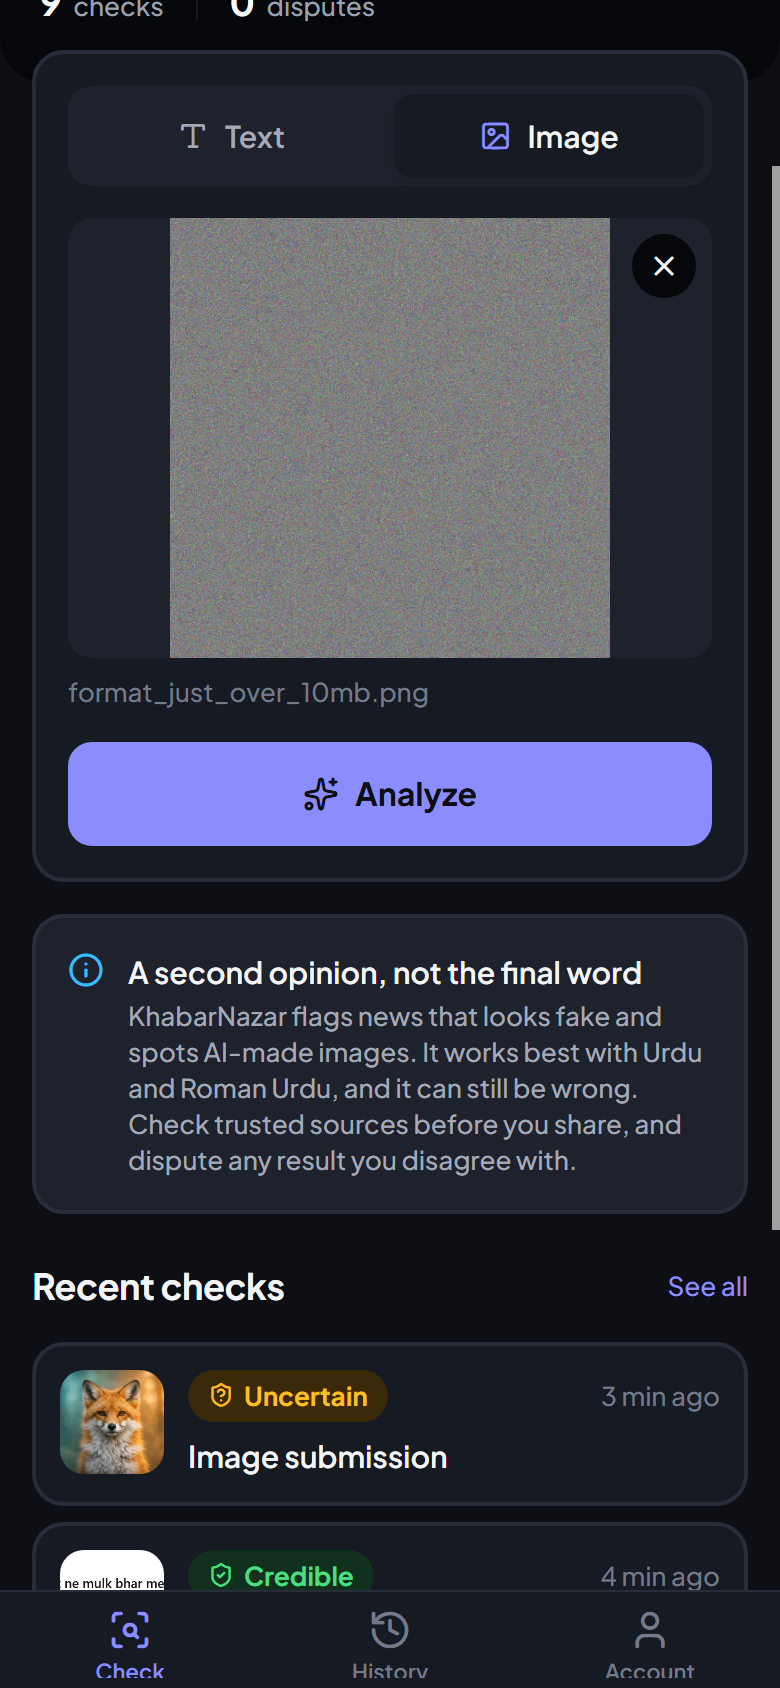 9 checks 0 disputes
Text Image
format_just_over_10mb.png
Analyze
A second opinion, not the final word
KhabarNazar flags news that looks fake and
spots AI-made images. It works best with Urdu
and Roman Urdu, and it can still be wrong.
Check trusted sources before you share, and
dispute any result you disagree with.
Recent checks See all
Uncertain 3 min ago
Image submission
Credible 4 min ago
ne mulk bhar me
Check History Account